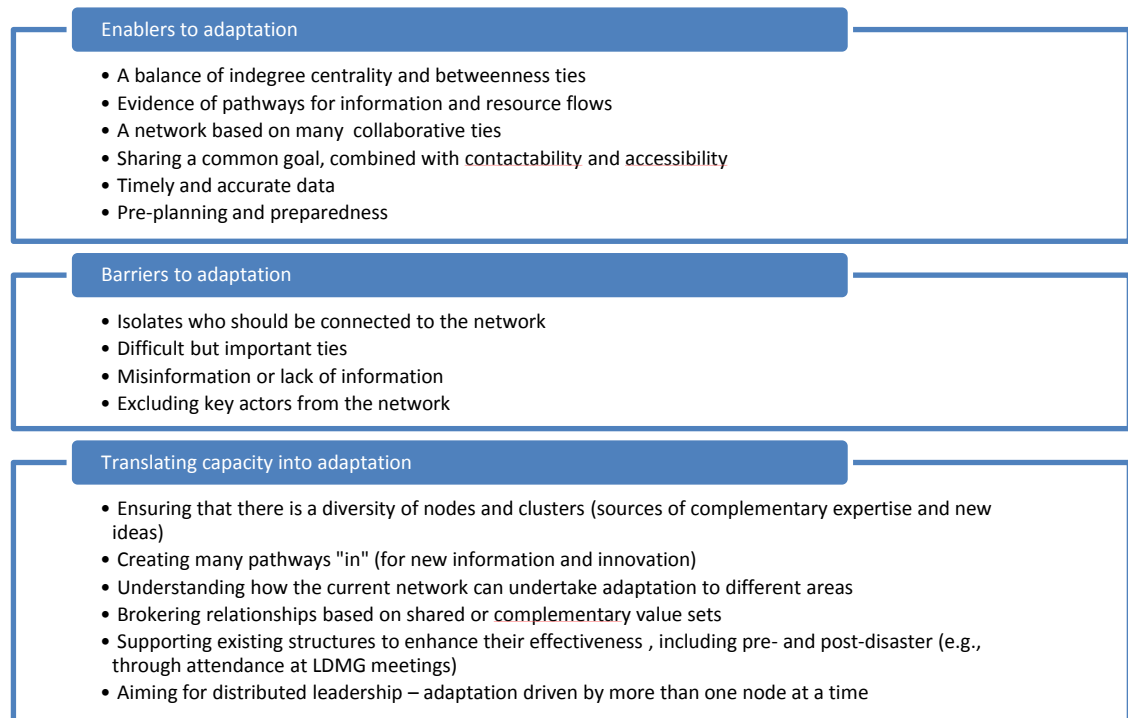 Enablers to adaptation
• A balance of indegree centrality and betweenness ties
• Evidence of pathways for information and resource flows
• A network based on many  collaborative ties
• Sharing a common goal, combined with contactability and accessibility
• Timely and accurate data
• Pre-planning and preparedness
Barriers to adaptation
• Isolates who should be connected to the network
• Difficult but important ties
• Misinformation or lack of information
• Excluding key actors from the network
Translating capacity into adaptation
• Ensuring that there is a diversity of nodes and clusters (sources of complementary expertise and new
ideas)
• Creating many pathways "in" (for new information and innovation)
• Understanding how the current network can undertake adaptation to different areas
• Brokering relationships based on shared or complementary value sets
• Supporting existing structures to enhance their effectiveness , including pre- and post-disaster (e.g.,
through attendance at LDMG meetings)
• Aiming for distributed leadership – adaptation driven by more than one node at a time